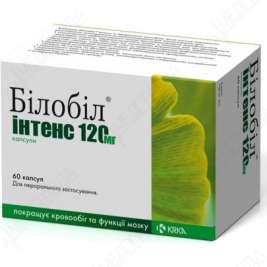 Білобіл®
інтенс 120мг
капсули
60 капсул
Для перорального застосування.
покращує кровообіг та функції мозку
KRKA